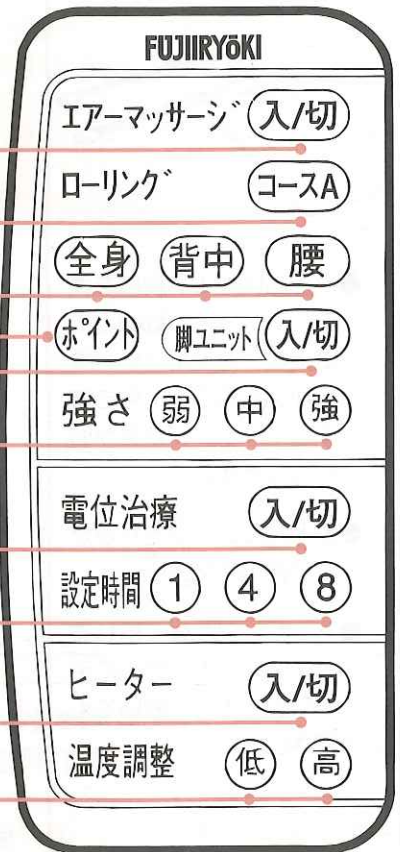 FUJIIRYōKI
エアーマッサージ 入/切
ローリング コースA
全身 背中 腰
ポイント 脚ユニット 入/切
強さ 弱 中 強
電位治療 入/切
設定時間 1 4 8
ヒーター 入/切
温度調整 低 高